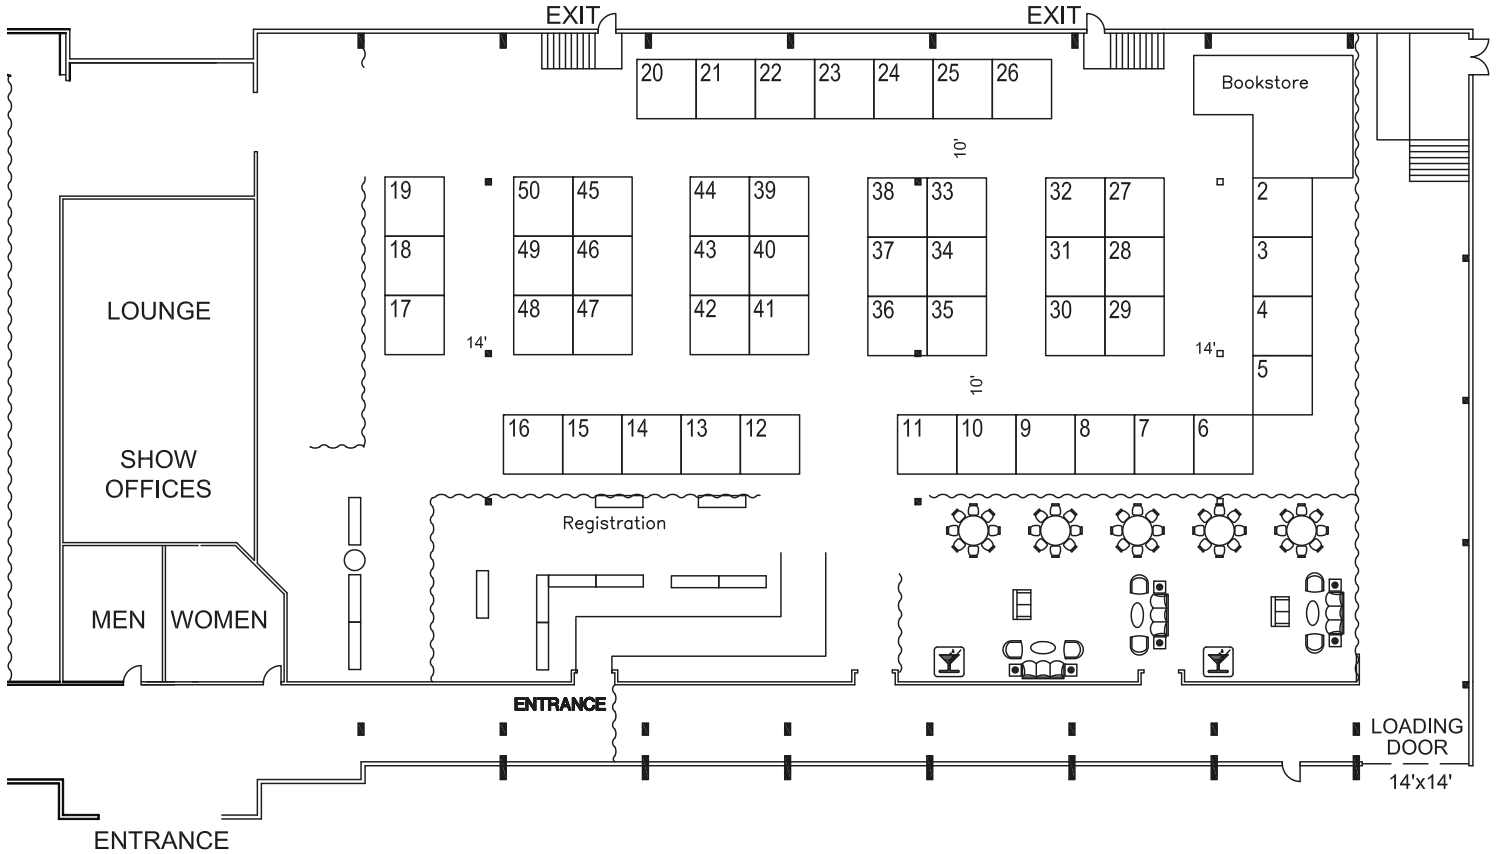 EXIT
EXIT
20 21 22 23 24 25 26
Bookstore
10'
19 50 45 44 39 38 33 32 27 2
18 49 46 43 40 37 34 31 28 3
17 48 47 42 41 36 35 30 29 4
LOUNGE
14'
14'
5
10'
16 15 14 13 12 11 10 9 8 7 6
SHOW
OFFICES
Registration
MEN
WOMEN
ENTRANCE
LOADING
DOOR
14'x14'
ENTRANCE